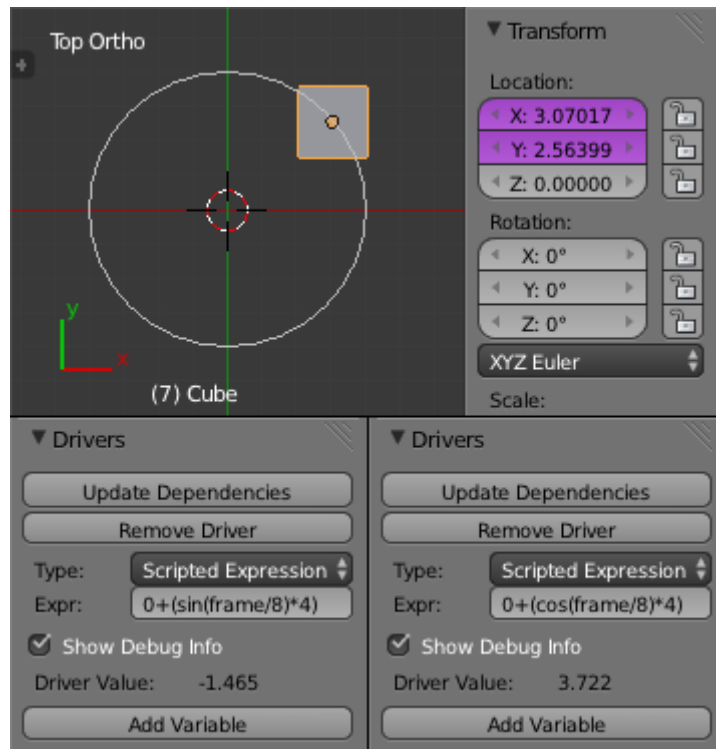 Top Ortho
+
y
x
(7) Cube
Transform
Location:
X: 3.07017
Y: 2.56399
Z: 0.00000
Rotation:
X: 0°
Y: 0°
Z: 0°
XYZ Euler
Scale:
Drivers
Update Dependencies
Remove Driver
Type: Scripted Expression
Expr: 0+(sin(frame/8)*4)
Show Debug Info
Driver Value: -1.465
Add Variable
Drivers
Update Dependencies
Remove Driver
Type: Scripted Expression
Expr: 0+(cos(frame/8)*4)
Show Debug Info
Driver Value: 3.722
Add Variable